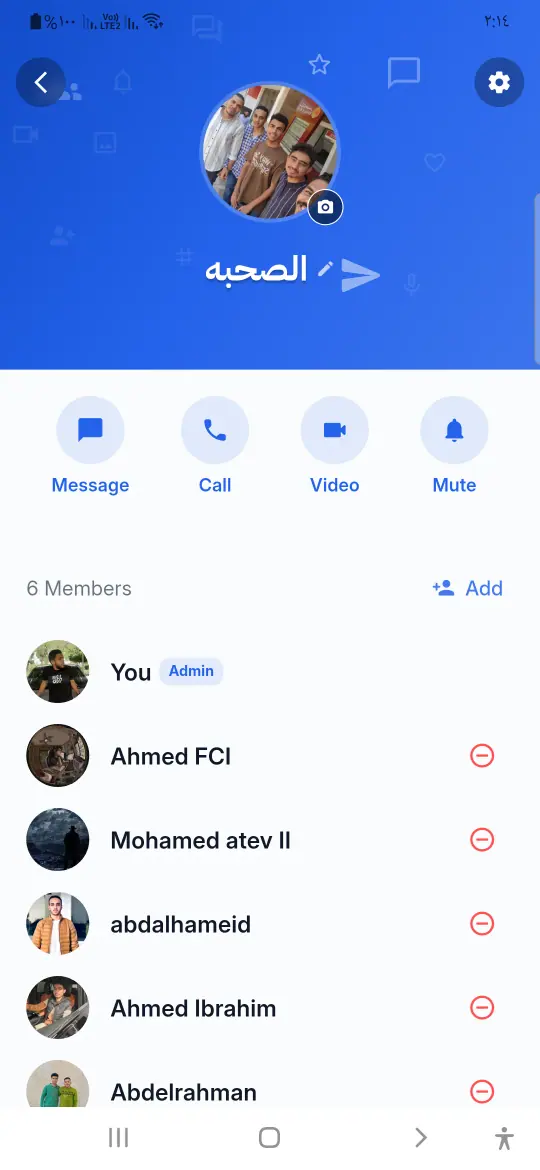 %١٠٠ Vo)) LTE2 ٢:١٤
الصحبه
Message Call Video Mute
6 Members Add
You Admin
Ahmed FCI
Mohamed atev II
abdalhameid
Ahmed Ibrahim
Abdelrahman